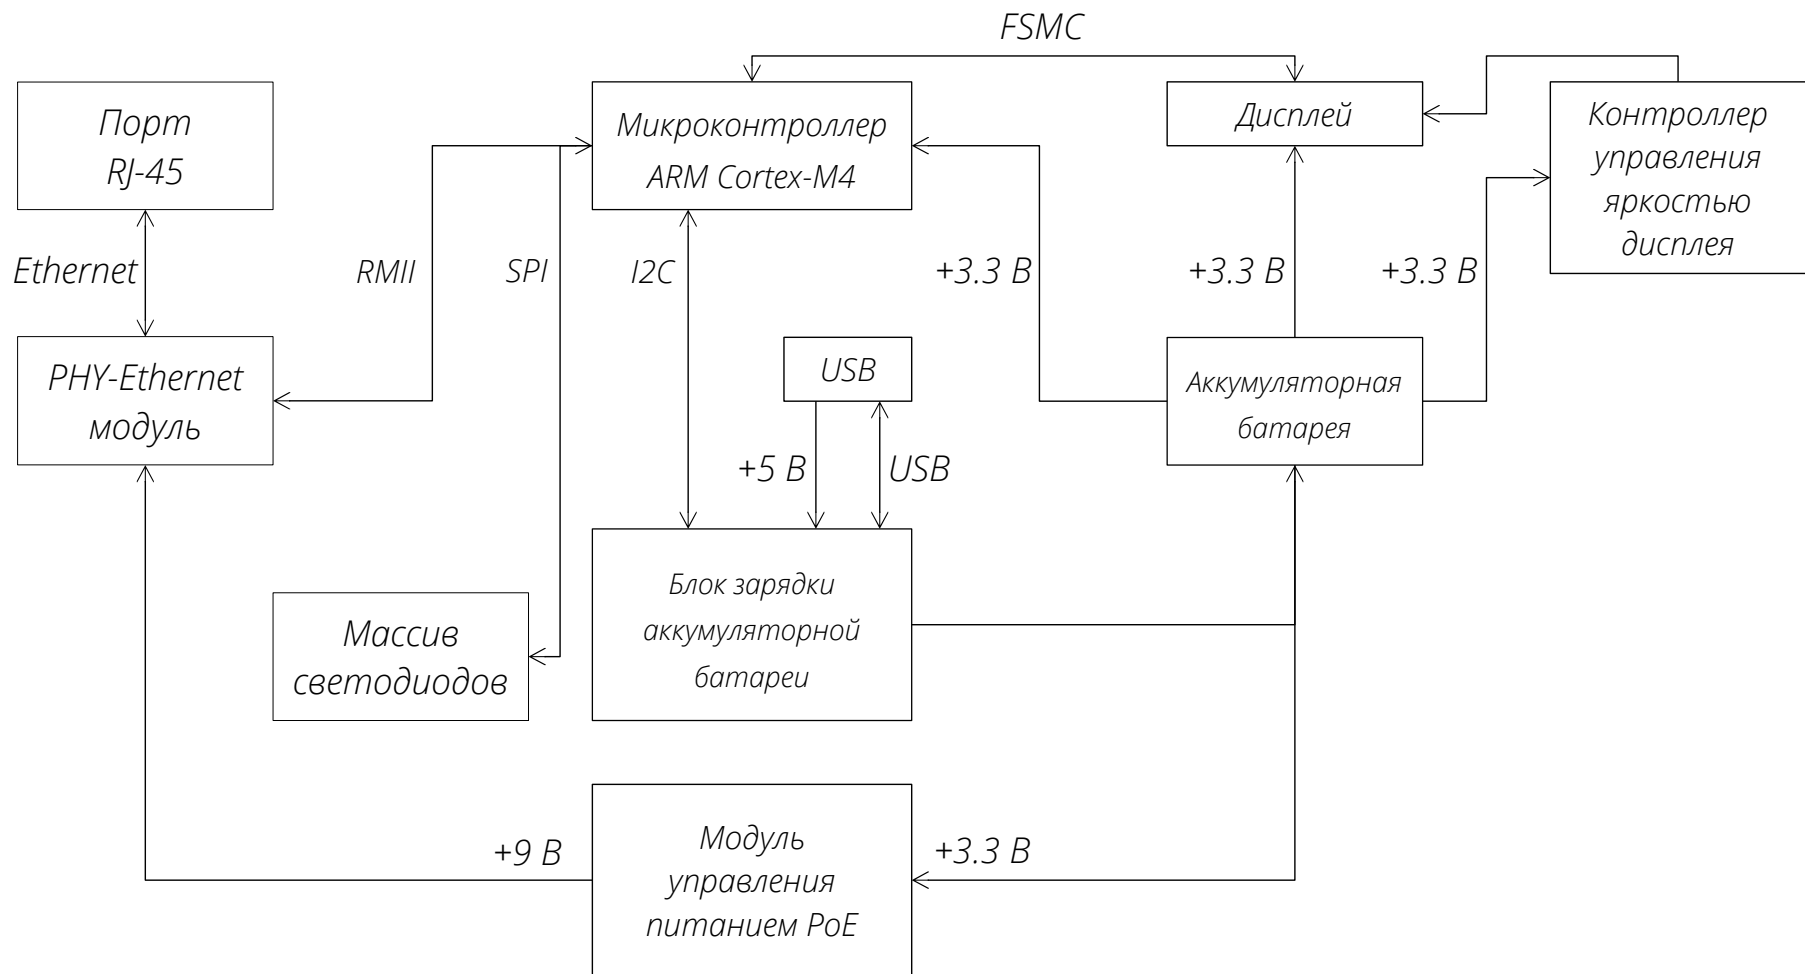 FSMC
Порт
RJ-45
Микроконтроллер
ARM Cortex-M4
Дисплей
Контроллер
управления
яркостью
дисплея
Ethernet
RMII
SPI
I2C
+3.3 В
+3.3 В
+3.3 В
PHY-Ethernet
модуль
USB
Аккумуляторная
батарея
+5 В
USB
Массив
светодиодов
Блок зарядки
аккумуляторной
батареи
+9 В
Модуль
управления
питанием PoE
+3.3 В